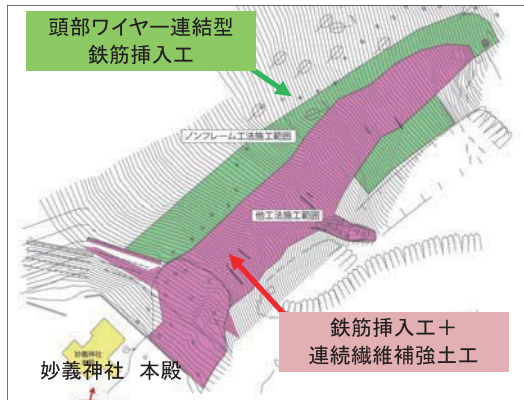 頭部ワイヤー連結型
鉄筋挿入工
ノンフレーム工法施工範囲
他工法施工範囲
鉄筋挿入工＋
連続繊維補強土工
妙義神社
妙義神社 本殿